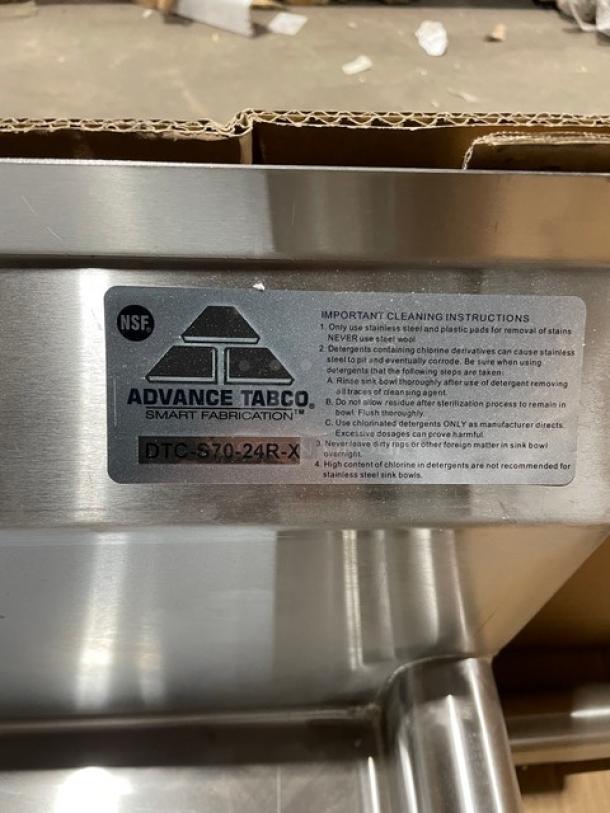 NSF®
ADVANCE TABCO®
SMART FABRICATION™
DTC-S70-24R-X
IMPORTANT CLEANING INSTRUCTIONS
1. Only use stainless steel and plastic pads for removal of stains
NEVER use steel wool
2. Detergents containing chlorine derivatives can cause stainless
steel to pit and eventually corrode. Be sure when using
detergents that the following steps are taken:
A. Rinse sink bowl thoroughly after use of detergent removing
all traces of cleansing agent.
B. Do not allow residue after sterilization process to remain in
bowl. Flush thoroughly.
C. Use chlorinated detergents ONLY as manufacturer directs.
Excessive dosages can prove harmful.
3. Never leave dirty rags or other foreign matter in sink bowl
overnight.
4. High content of chlorine in detergents are not recommended for
stainless steel sink bowls.